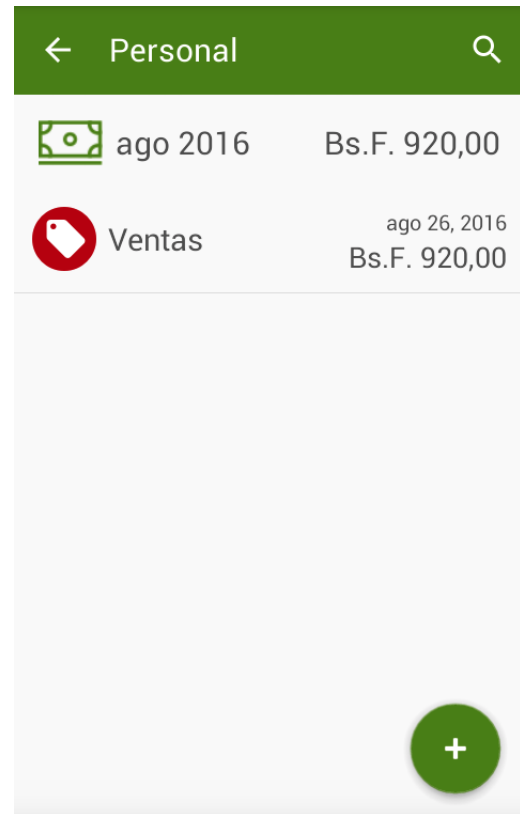 Personal
ago 2016 Bs.F. 920,00
Ventas
ago 26, 2016
Bs.F. 920,00